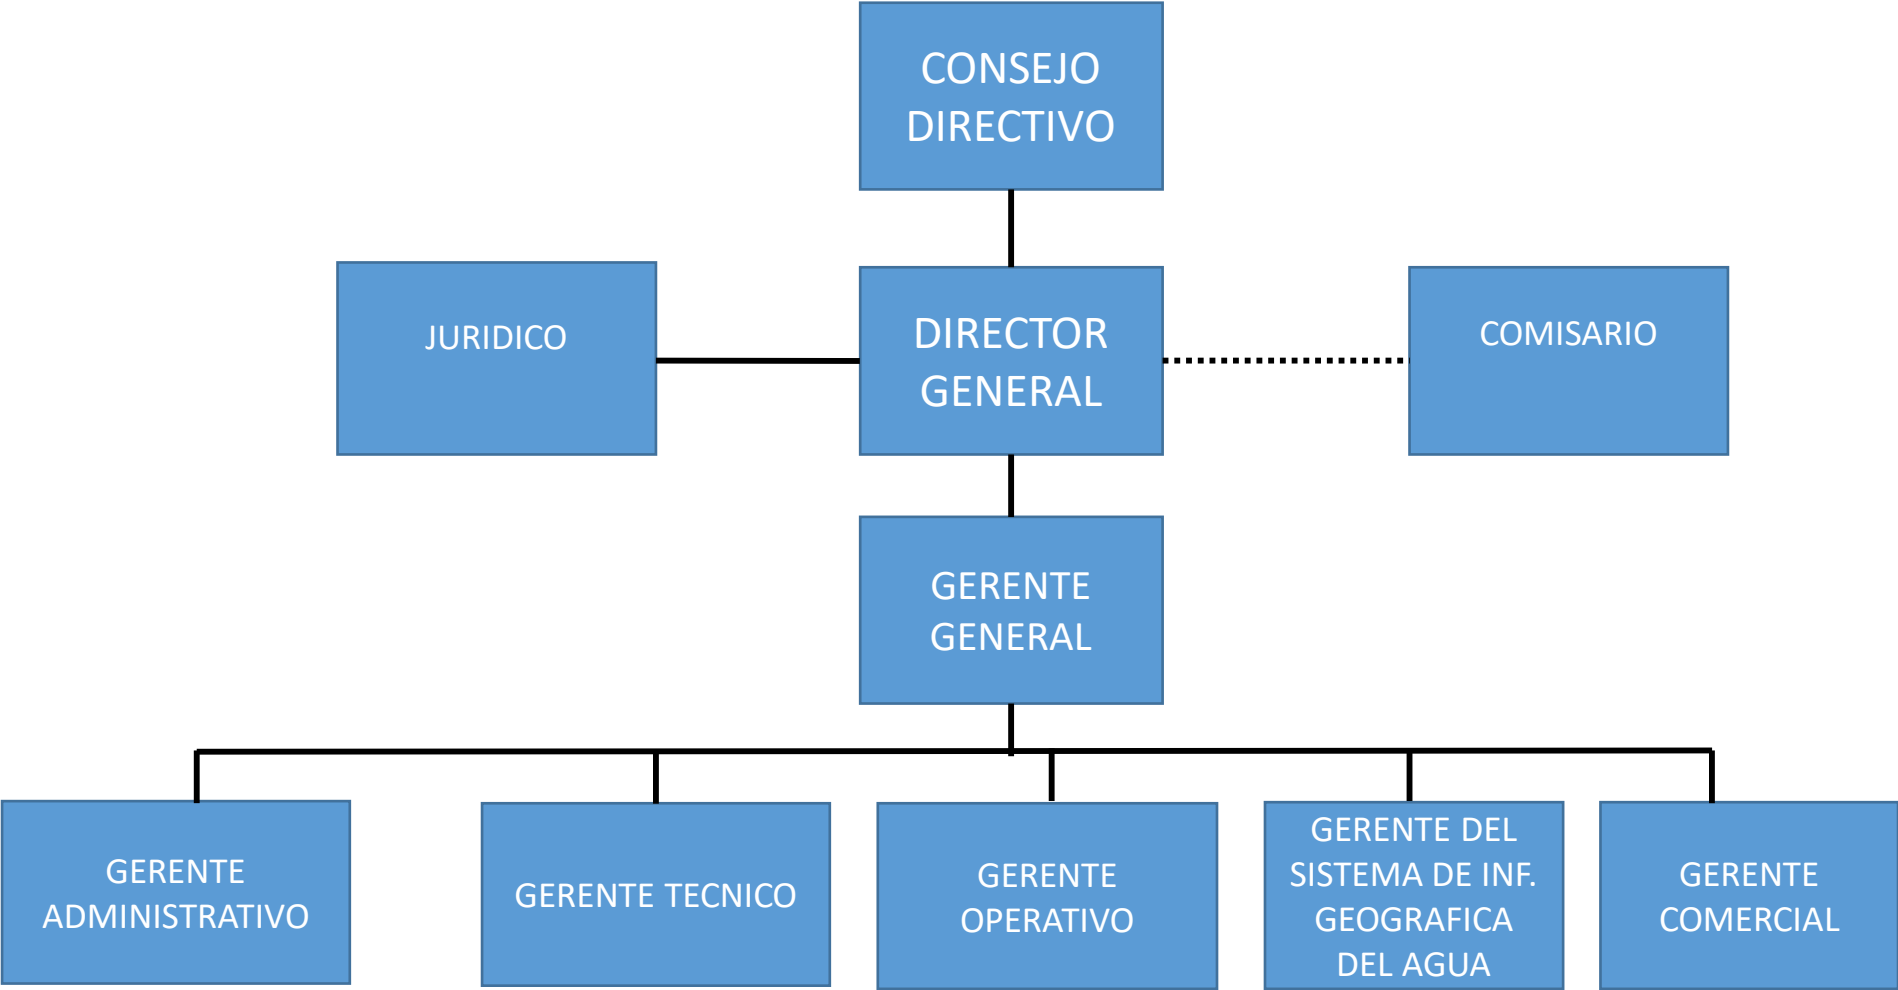 CONSEJO
DIRECTIVO
JURIDICO
DIRECTOR
GENERAL
COMISARIO
GERENTE
GENERAL
GERENTE
ADMINISTRATIVO
GERENTE TECNICO
GERENTE
OPERATIVO
GERENTE DEL
SISTEMA DE INF.
GEOGRAFICA
DEL AGUA
GERENTE
COMERCIAL